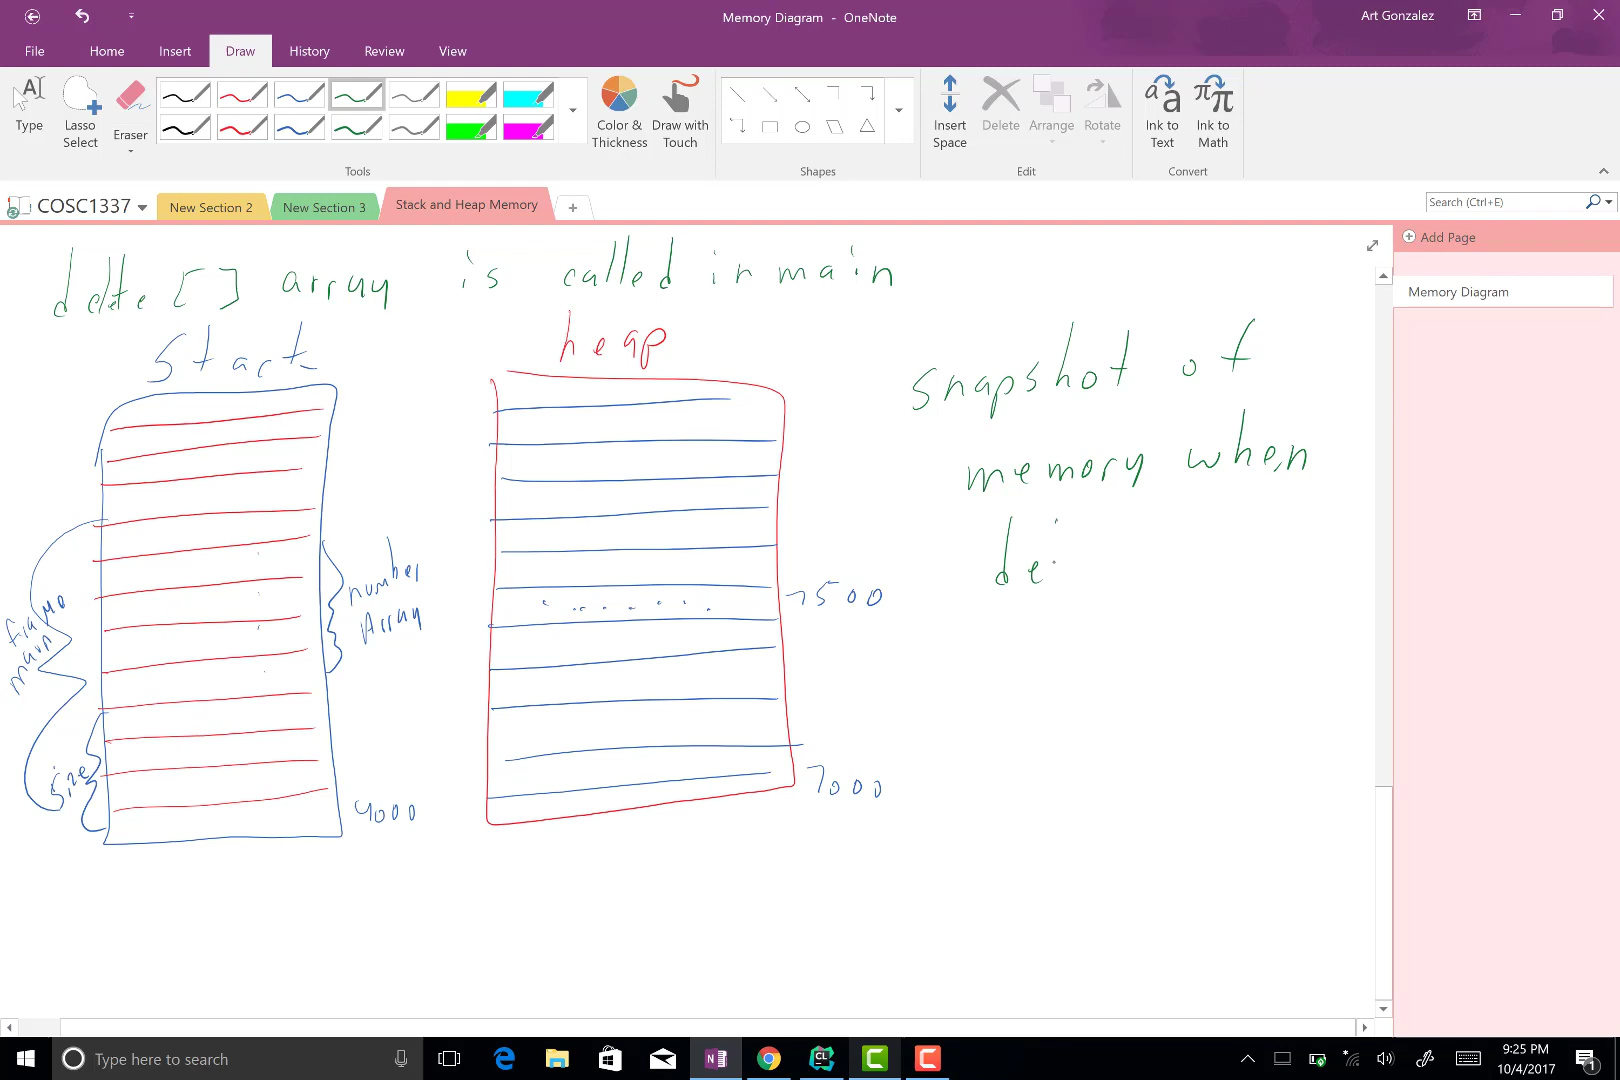 Memory Diagram - OneNote
Art Gonzalez
File Home Insert Draw History Review View
Type
Lasso Select
Eraser
Color & Thickness
Draw with Touch
Insert Space
Delete
Arrange
Rotate
Ink to Text
Ink to Math
Tools
Shapes
Edit
Convert
COSC1337
New Section 2
New Section 3
Stack and Heap Memory
Search (Ctrl+E)
Add Page
Memory Diagram
delete [ ] array is called in main
heap
snapshot of
memory when
de
number
Array
7500
size
4000
7000
Type here to search
9:25 PM
10/4/2017
1